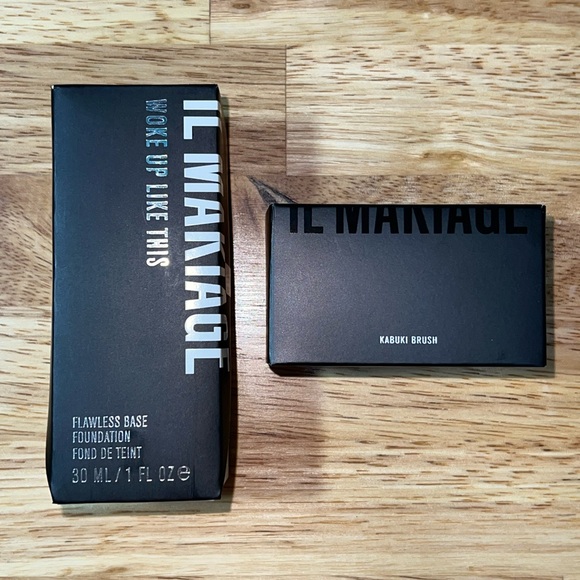 IL MAKIAGE
WOKE UP LIKE THIS
FLAWLESS BASE
FOUNDATION
FOND DE TEINT
30 ML/1 FL OZ℮
IL MAKIAGE
KABUKI BRUSH